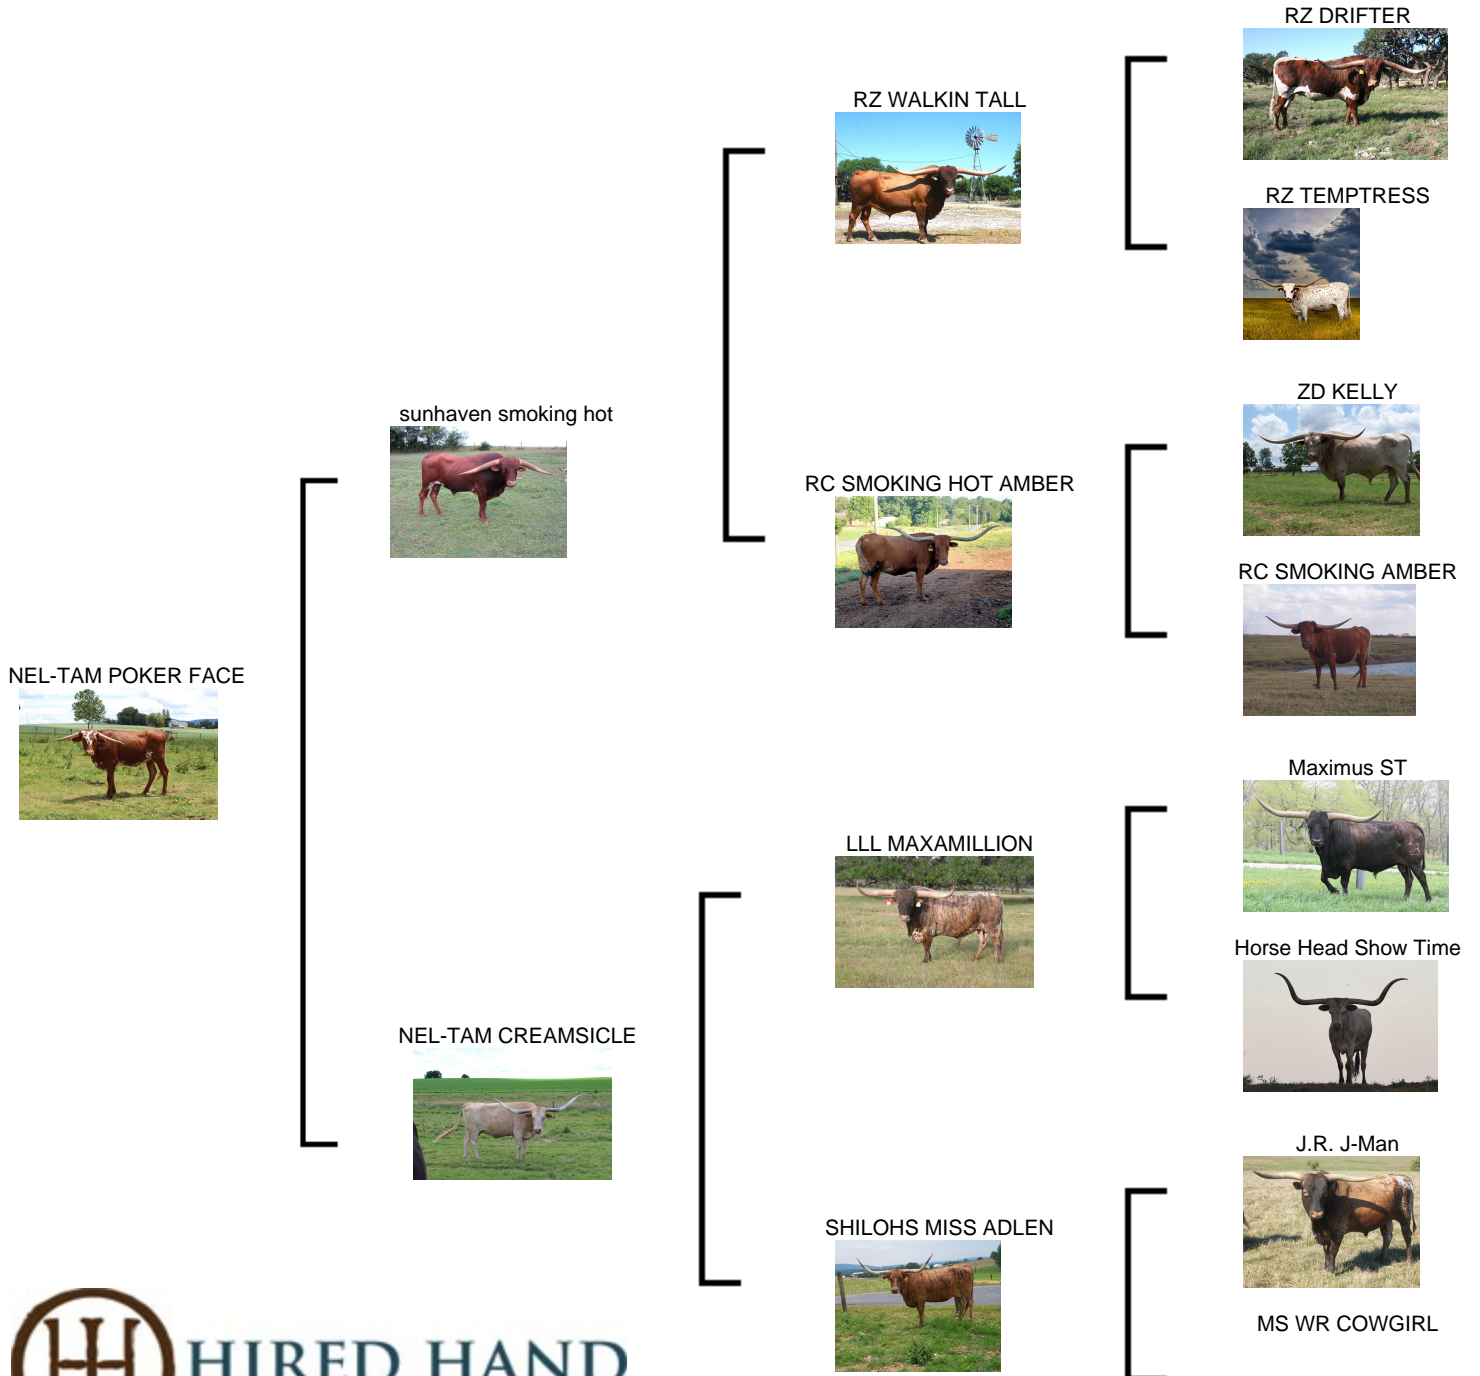 RZ DRIFTER
RZ WALKIN TALL
RZ TEMPTRESS
sunhaven smoking hot
ZD KELLY
RC SMOKING HOT AMBER
RC SMOKING AMBER
NEL-TAM POKER FACE
Maximus ST
LLL MAXAMILLION
Horse Head Show Time
NEL-TAM CREAMSICLE
J.R. J-Man
SHILOHS MISS ADLEN
MS WR COWGIRL
HIRED HAND